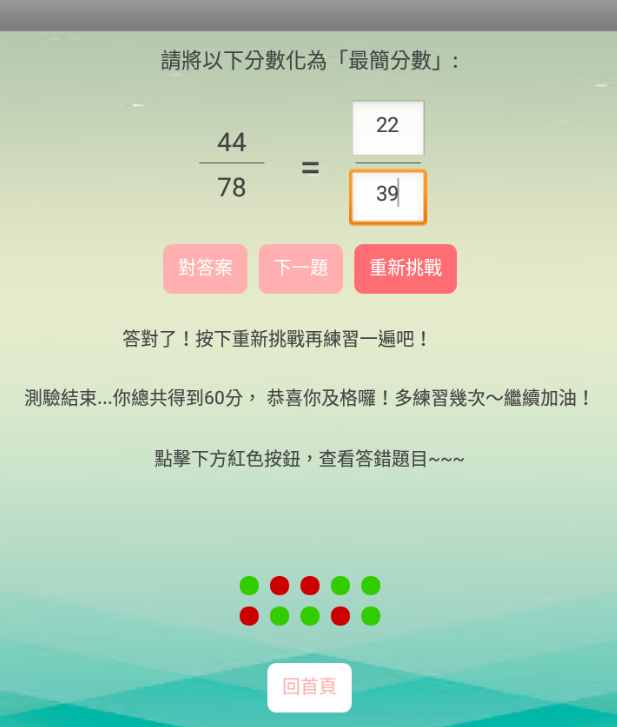 請將以下分數化為「最簡分數」:
44
78
=
22
39
對答案 下一題 重新挑戰
答對了！按下重新挑戰再練習一遍吧！
測驗結束...你總共得到60分， 恭喜你及格囉！多練習幾次～繼續加油！
點擊下方紅色按鈕，查看答錯題目~~~
回首頁